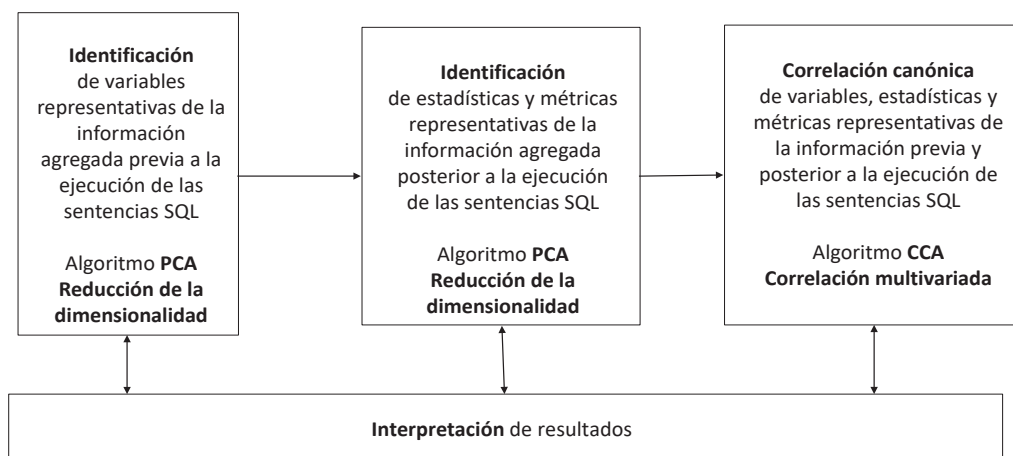 Identificación
de variables
representativas de la
información
agregada previa a la
ejecución de las
sentencias SQL
Algoritmo PCA
Reducción de la
dimensionalidad
Identificación
de estadísticas y métricas
representativas de la
información agregada
posterior a la ejecución
de las sentencias SQL
Algoritmo PCA
Reducción de la
dimensionalidad
Correlación canónica
de variables, estadísticas y
métricas representativas de
la información previa y
posterior a la ejecución de
las sentencias SQL
Algoritmo CCA
Correlación multivariada
Interpretación de resultados